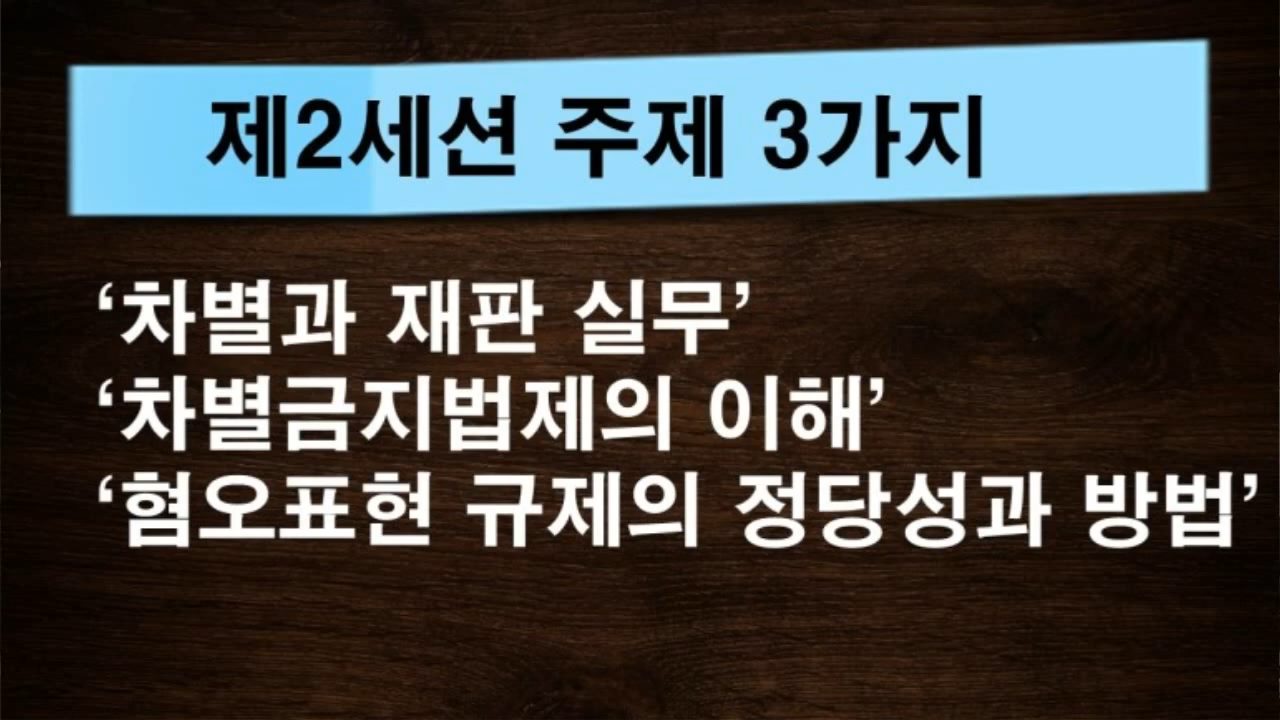 제2세션 주제 3가지
‘차별과 재판 실무’
‘차별금지법제의 이해’
‘혐오표현 규제의 정당성과 방법’